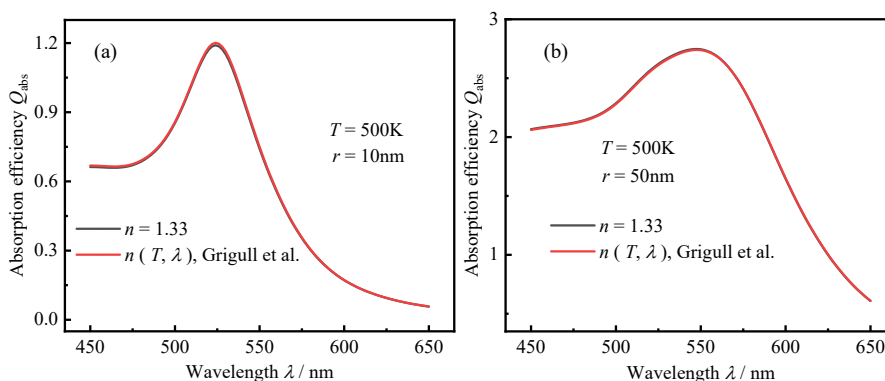 (a)
Absorption efficiency Qabs
1.2
0.9
0.6
0.3
0.0
T = 500K
r = 10nm
n = 1.33
n ( T, λ ), Grigull et al.
450 500 550 600 650
Wavelength λ / nm
(b)
Absorption efficiency Qabs
3
2
1
T = 500K
r = 50nm
n = 1.33
n ( T, λ ), Grigull et al.
450 500 550 600 650
Wavelength λ / nm